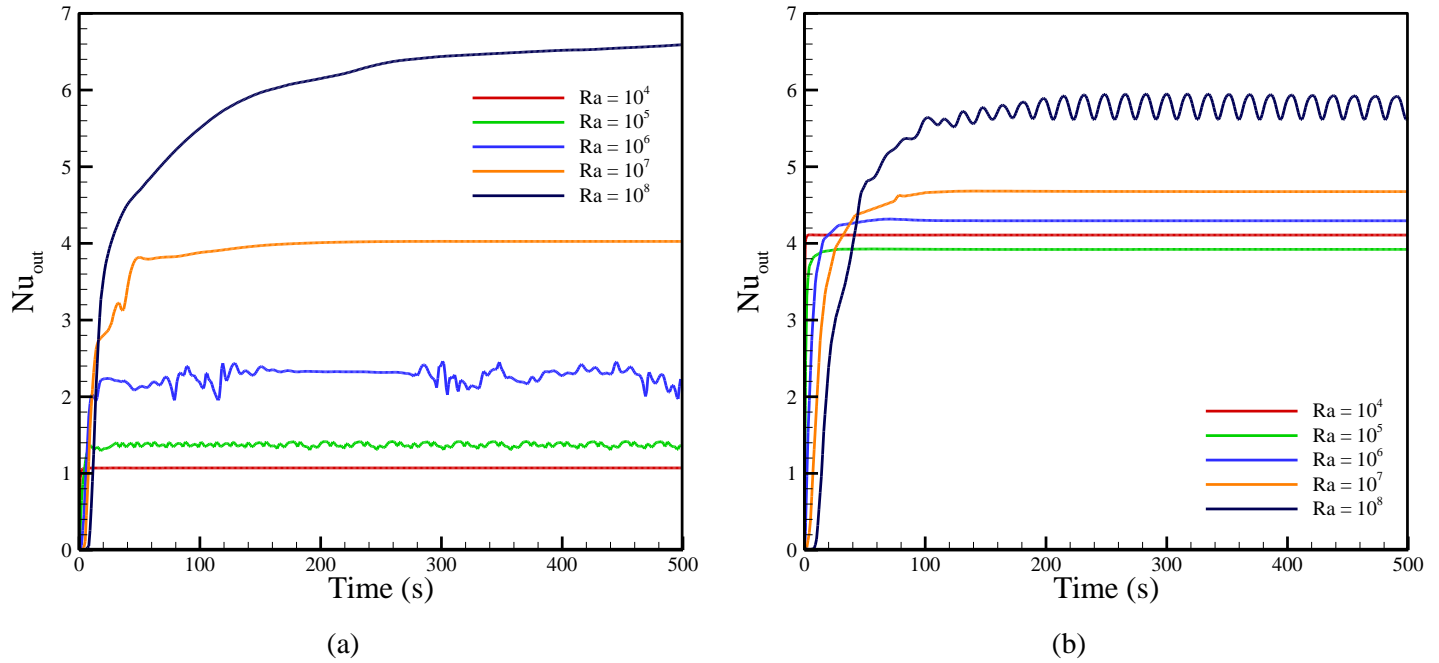 7
6
5
4
3
2
1
0
Nu_out
0 100 200 300 400 500
Time (s)
Ra = 10^4
Ra = 10^5
Ra = 10^6
Ra = 10^7
Ra = 10^8
(a)
7
6
5
4
3
2
1
0
Nu_out
0 100 200 300 400 500
Time (s)
Ra = 10^4
Ra = 10^5
Ra = 10^6
Ra = 10^7
Ra = 10^8
(b)